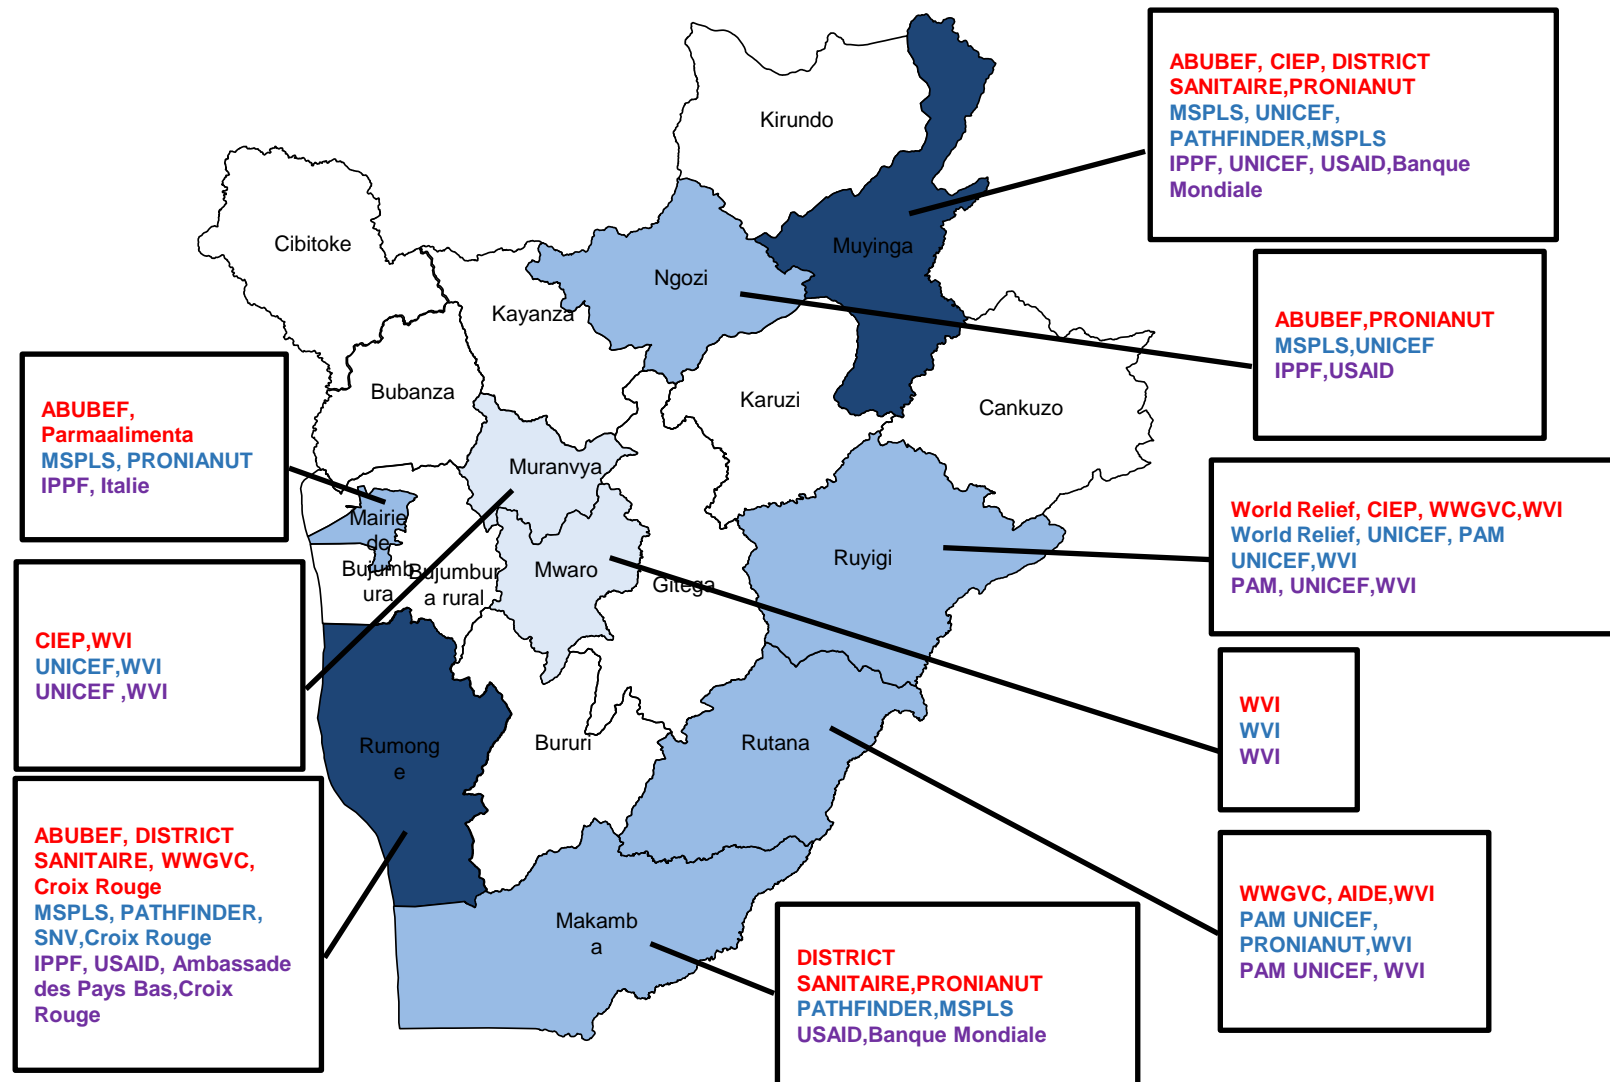 ABUBEF, CIEP, DISTRICT
SANITAIRE,PRONIANUT
MSPLS, UNICEF,
PATHFINDER,MSPLS
IPPF, UNICEF, USAID,Banque
Mondiale
Kirundo
Cibitoke
Muyinga
Ngozi
Kayanza
ABUBEF,PRONIANUT
MSPLS,UNICEF
IPPF,USAID
Bubanza
Karuzi
Cankuzo
ABUBEF,
Parmaalimenta
MSPLS, PRONIANUT
IPPF, Italie
Muranvya
Mairie
de
Bujumb
ura
Bujumbur
a rural
Mwaro
Gitega
Ruyigi
World Relief, CIEP, WWGVC,WVI
World Relief, UNICEF, PAM
UNICEF,WVI
PAM, UNICEF,WVI
CIEP,WVI
UNICEF,WVI
UNICEF ,WVI
WVI
WVI
WVI
Rumong
e
Bururi
Rutana
ABUBEF, DISTRICT
SANITAIRE, WWGVC,
Croix Rouge
MSPLS, PATHFINDER,
SNV,Croix Rouge
IPPF, USAID, Ambassade
des Pays Bas,Croix
Rouge
Makamb
a
DISTRICT
SANITAIRE,PRONIANUT
PATHFINDER,MSPLS
USAID,Banque Mondiale
WWGVC, AIDE,WVI
PAM UNICEF,
PRONIANUT,WVI
PAM UNICEF, WVI